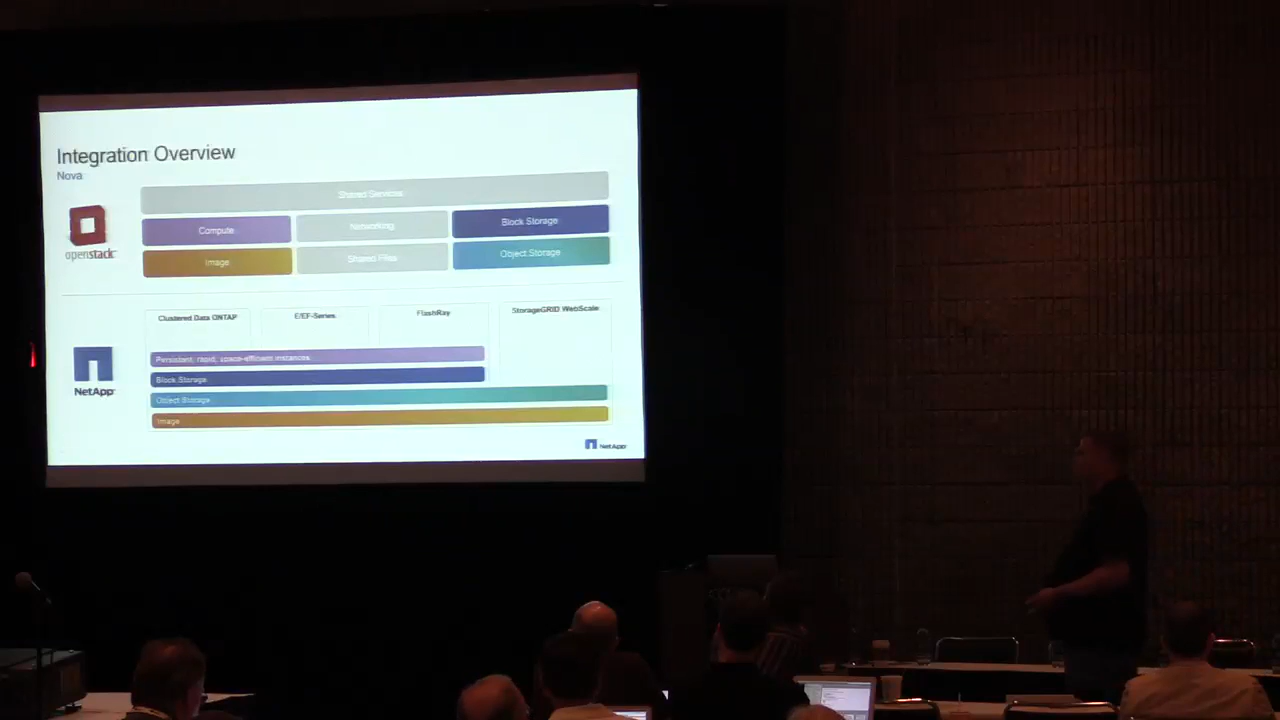 Integration Overview
Nova
Shared Services
Compute
Networking
Block Storage
Image
Shared Files
Object Storage
openstack
Clustered Data ONTAP
E/EF-Series
FlashRay
StorageGRID WebScale
Persistent, rapid, space-efficient instances
Block Storage
Object Storage
Image
NetApp
NetApp